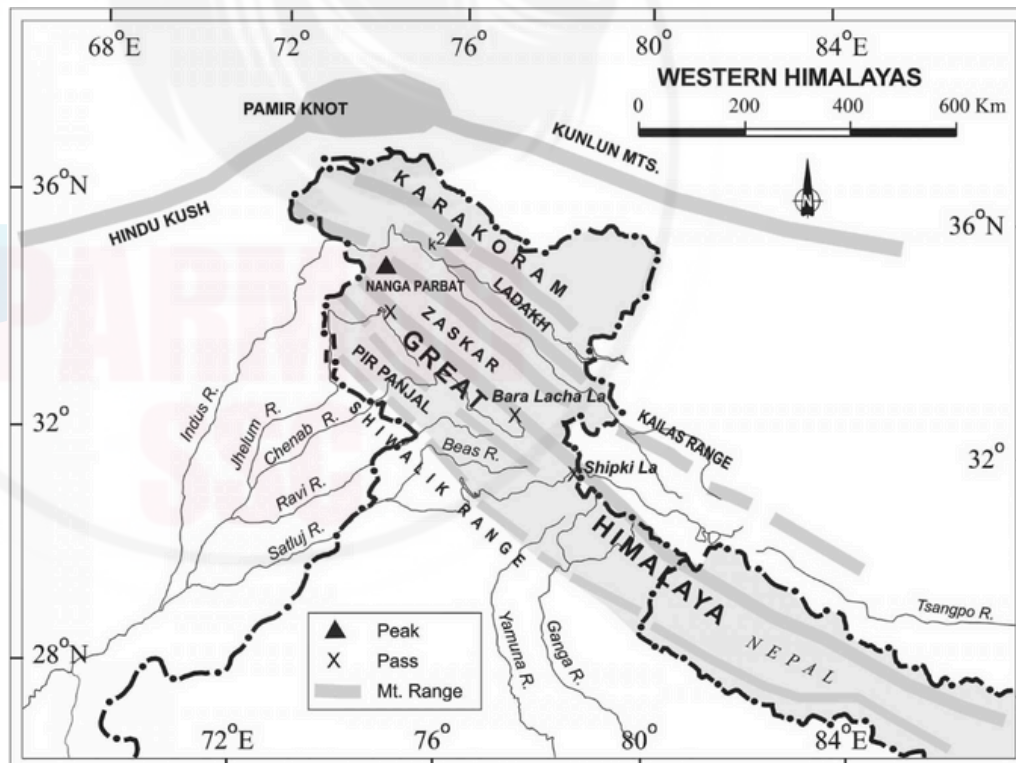 68°E 72° 76° 80° 84°E
WESTERN HIMALAYAS
0 200 400 600 Km
PAMIR KNOT
KUNLUN MTS.
N
36°N
HINDU KUSH
36°N
KARAKORAM
K2
LADAKH
NANGA PARBAT
ZASKAR
GREAT
PIR PANJAL
Bara Lacha La
32°
Indus R.
Jhelum R.
Chenab R.
SHIWALIK RANGE
Beas R.
KAILAS RANGE
32°
Shipki La
Ravi R.
Satluj R.
HIMALAYA
Tsangpo R.
NEPAL
Yamuna R.
Ganga R.
Peak
Pass
Mt. Range
28°N
28°N
72°E 76° 80° 84°E
PARMAR
SSC